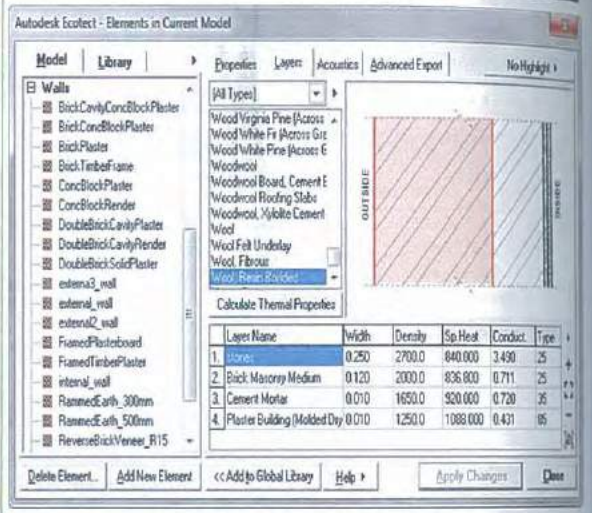 Autodesk Ecotect - Elements in Current Model
Model Library
Walls
BrickCavityConcBlockPlaster
BrickConcBlockPlaster
BrickPlaster
BrickTimberFrame
ConcBlockPlaster
ConcBlockRender
DoubleBrickCavityPlaster
DoubleBrickCavityRender
DoubleBrickSolidPlaster
externa3_wall
external_wall
external2_wall
FramedPlasterboard
FramedTimberPlaster
internal_wall
RammedEarth_300mm
RammedEarth_500mm
ReverseBrickVeneer_R15
Delete Element... Add New Element
Properties Layers Acoustics Advanced Export No Highlight
[All Types]
Wood Virginia Pine (Across
Wood White Fir (Across Gra
Wood White Pine (Across G
Woodwool
Woodwool Board, Cement B
Woodwool Roofing Slabs
Woodwool, Xylolite Cement
Wool
Wool Felt Underlay
Wool, Fibrous
Wool, Resin Bonded
Calculate Thermal Properties
OUTSIDE
INSIDE
Layer Name Width Density Sp.Heat Conduct. Type
1. stones 0.250 2700.0 840.000 3.490 25
2. Brick Masonry Medium 0.120 2000.0 836.800 0.711 25
3. Cement Mortar 0.010 1650.0 920.000 0.720 35
4. Plaster Building (Molded Dry 0.010 1250.0 1088.000 0.431 85
<< Add to Global Library Help Apply Changes Close